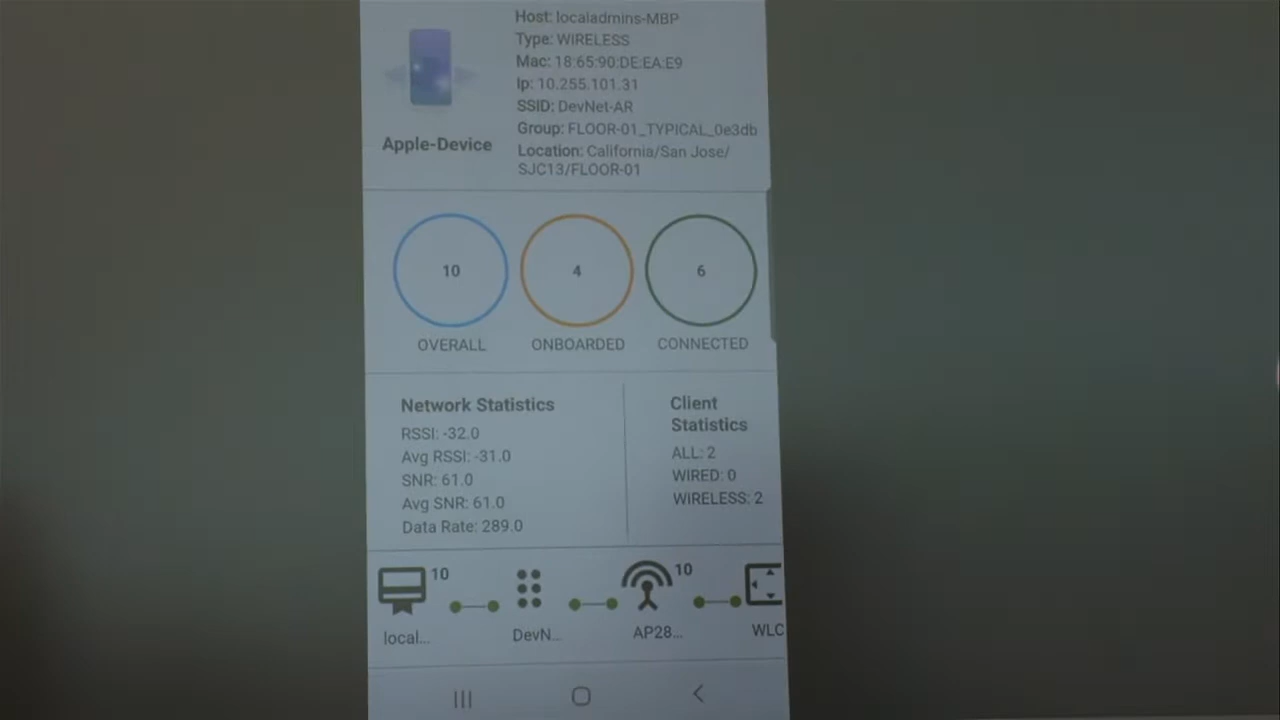 Host: localadmins-MBP
Type: WIRELESS
Mac: 18:65:90:DE:EA:E9
Ip: 10.255.101.31
SSID: DevNet-AR
Group: FLOOR-01_TYPICAL_0e3db
Location: California/San Jose/
SJC13/FLOOR-01
Apple-Device
10
4
6
OVERALL
ONBOARDED
CONNECTED
Network Statistics
RSSI: -32.0
Avg RSSI: -31.0
SNR: 61.0
Avg SNR: 61.0
Data Rate: 289.0
Client
Statistics
ALL: 2
WIRED: 0
WIRELESS: 2
10
10
local...
DevN...
AP28...
WLC